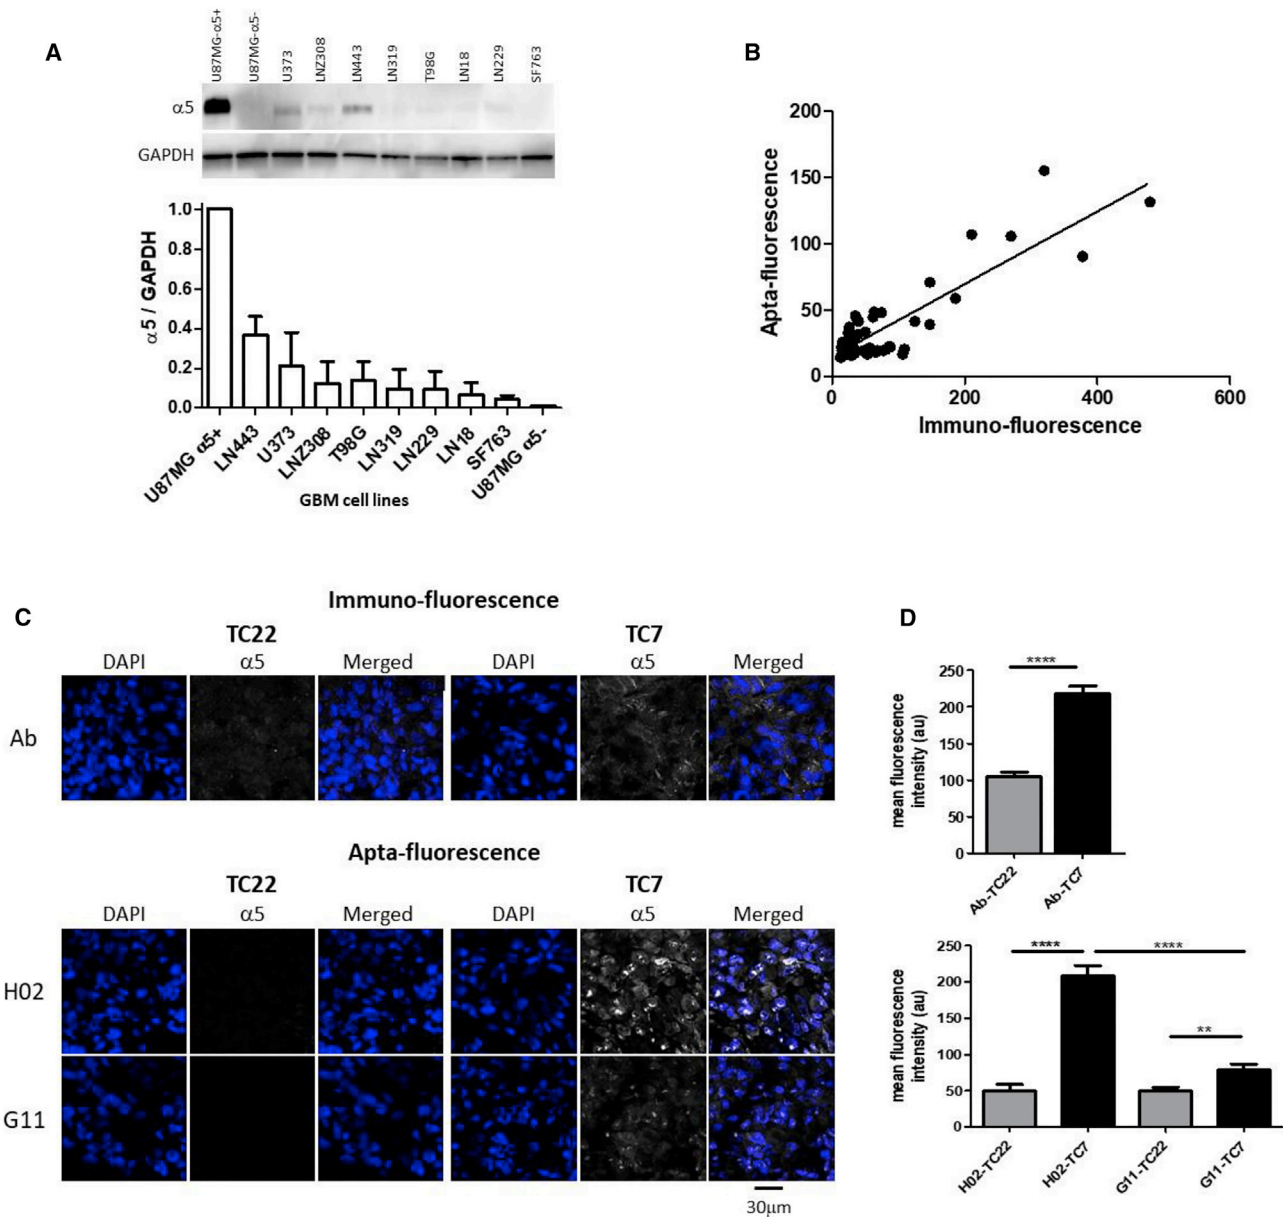 A
U87MG-α5+
U87MG-α5-
U373
LNZ308
LN443
LN319
T98G
LN18
LN229
SF763
α5
GAPDH
α5 / GAPDH
1.0
0.8
0.6
0.4
0.2
0.0
U87MG α5+
LN443
U373
LNZ308
T98G
LN319
LN229
LN18
SF763
U87MG α5-
GBM cell lines
B
Apta-fluorescence
200
150
100
50
0
0
200
400
600
Immuno-fluorescence
C
Immuno-fluorescence
TC22
TC7
DAPI
α5
Merged
DAPI
α5
Merged
Ab
Apta-fluorescence
TC22
TC7
DAPI
α5
Merged
DAPI
α5
Merged
H02
G11
30μm
D
mean fluorescence
intensity (au)
250
200
150
100
50
0
****
Ab-TC22
Ab-TC7
mean fluorescence
intensity (au)
250
200
150
100
50
0
****
****
**
H02-TC22
H02-TC7
G11-TC22
G11-TC7